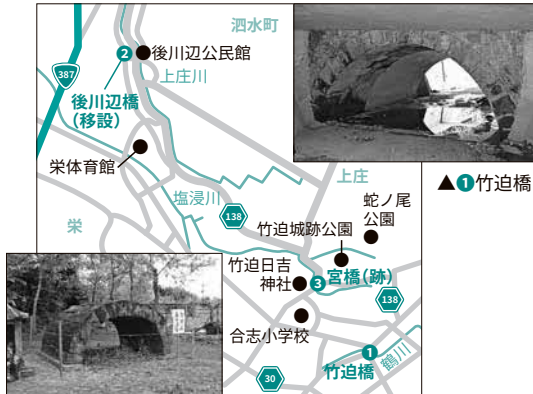 泗水町
387
2
後川辺公民館
上庄川
後川辺橋
(移設)
栄体育館
塩浸川
上庄
▲1竹迫橋
蛇ノ尾
公園
栄
138
竹迫城跡公園
竹迫日吉
神社
3
宮橋(跡)
138
合志小学校
1
鶴川
竹迫橋
30